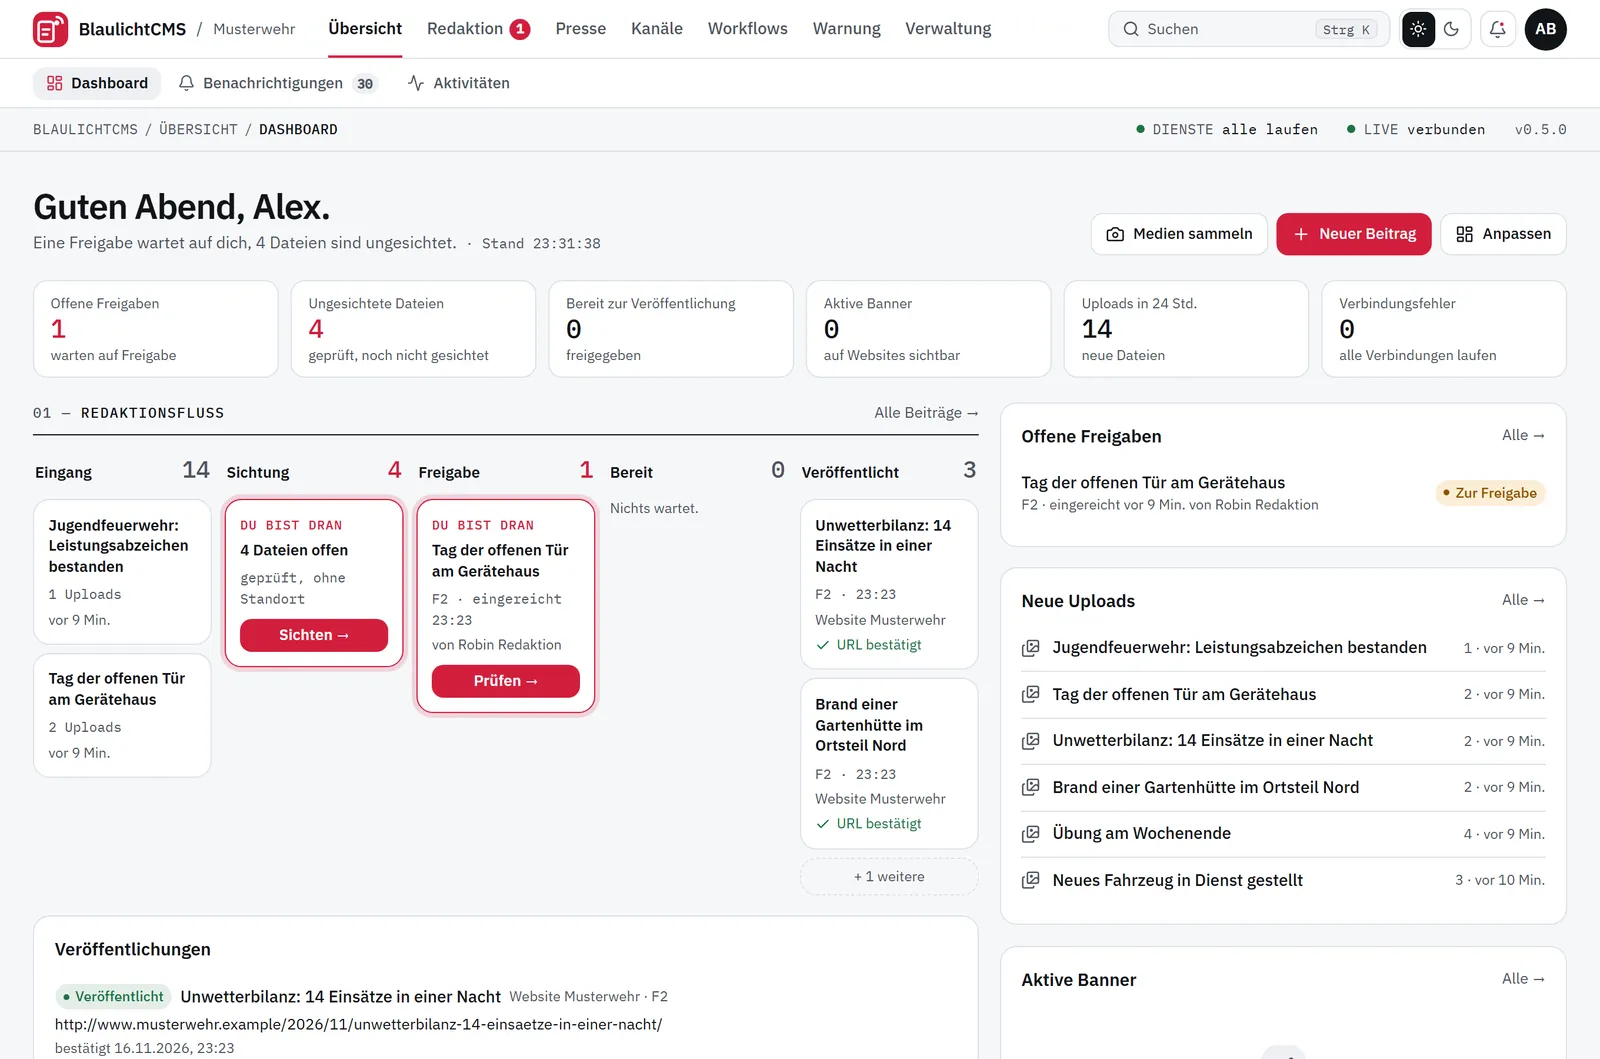 BlaulichtCMS / Musterwehr Übersicht Redaktion 1 Presse Kanäle Workflows Warnung Verwaltung Suchen Strg K AB
Dashboard Benachrichtigungen 30 Aktivitäten
BLAULICHTCMS / ÜBERSICHT / DASHBOARD DIENSTE alle laufen LIVE verbunden v0.5.0
Guten Abend, Alex.
Eine Freigabe wartet auf dich, 4 Dateien sind ungesichtet. · Stand 23:31:38
Medien sammeln + Neuer Beitrag Anpassen
Offene Freigaben
1
warten auf Freigabe
Ungesichtete Dateien
4
geprüft, noch nicht gesichtet
Bereit zur Veröffentlichung
0
freigegeben
Aktive Banner
0
auf Websites sichtbar
Uploads in 24 Std.
14
neue Dateien
Verbindungsfehler
0
alle Verbindungen laufen
01 — REDAKTIONSFLUSS Alle Beiträge →
Eingang 14
Jugendfeuerwehr:
Leistungsabzeichen
bestanden
1 Uploads
vor 9 Min.
Tag der offenen Tür
am Gerätehaus
2 Uploads
vor 9 Min.
Sichtung 4
DU BIST DRAN
4 Dateien offen
geprüft, ohne
Standort
Sichten →
Freigabe 1
DU BIST DRAN
Tag der offenen Tür
am Gerätehaus
F2 · eingereicht
23:23
von Robin Redaktion
Prüfen →
Bereit 0
Nichts wartet.
Veröffentlicht 3
Unwetterbilanz: 14
Einsätze in einer
Nacht
F2 · 23:23
Website Musterwehr
✓ URL bestätigt
Brand einer
Gartenhütte im
Ortsteil Nord
F2 · 23:23
Website Musterwehr
✓ URL bestätigt
+ 1 weitere
Veröffentlichungen
• Veröffentlicht Unwetterbilanz: 14 Einsätze in einer Nacht Website Musterwehr · F2
http://www.musterwehr.example/2026/11/unwetterbilanz-14-einsaetze-in-einer-nacht/
bestätigt 16.11.2026, 23:23
Offene Freigaben Alle →
Tag der offenen Tür am Gerätehaus
F2 · eingereicht vor 9 Min. von Robin Redaktion
• Zur Freigabe
Neue Uploads Alle →
Jugendfeuerwehr: Leistungsabzeichen bestanden 1 · vor 9 Min.
Tag der offenen Tür am Gerätehaus 2 · vor 9 Min.
Unwetterbilanz: 14 Einsätze in einer Nacht 2 · vor 9 Min.
Brand einer Gartenhütte im Ortsteil Nord 2 · vor 9 Min.
Übung am Wochenende 4 · vor 9 Min.
Neues Fahrzeug in Dienst gestellt 3 · vor 10 Min.
Aktive Banner Alle →